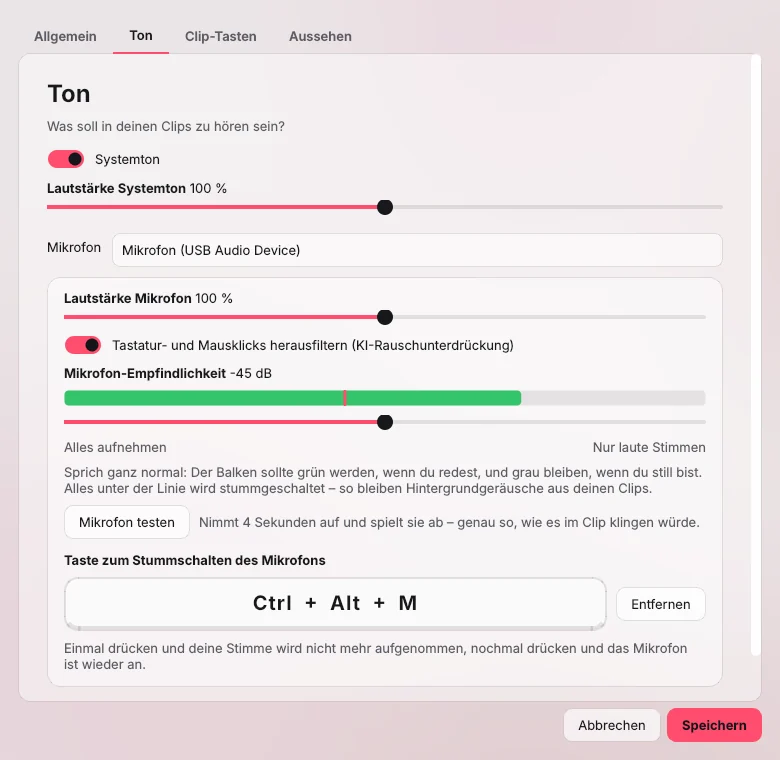 Allgemein Ton Clip-Tasten Aussehen
Ton
Was soll in deinen Clips zu hören sein?
Systemton
Lautstärke Systemton 100 %
Mikrofon Mikrofon (USB Audio Device)
Lautstärke Mikrofon 100 %
Tastatur- und Mausklicks herausfiltern (KI-Rauschunterdrückung)
Mikrofon-Empfindlichkeit -45 dB
Alles aufnehmen Nur laute Stimmen
Sprich ganz normal: Der Balken sollte grün werden, wenn du redest, und grau bleiben, wenn du still bist.
Alles unter der Linie wird stummgeschaltet – so bleiben Hintergrundgeräusche aus deinen Clips.
Mikrofon testen Nimmt 4 Sekunden auf und spielt sie ab – genau so, wie es im Clip klingen würde.
Taste zum Stummschalten des Mikrofons
Ctrl + Alt + M Entfernen
Einmal drücken und deine Stimme wird nicht mehr aufgenommen, nochmal drücken und das Mikrofon
ist wieder an.
Abbrechen Speichern